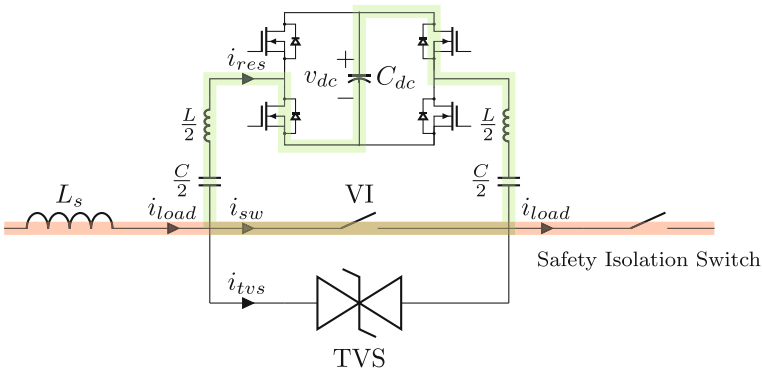 i_res
+
v_dc
C_dc
−
L/2
L/2
C/2
C/2
L_s
i_load
i_sw
VI
i_load
Safety Isolation Switch
i_tvs
TVS